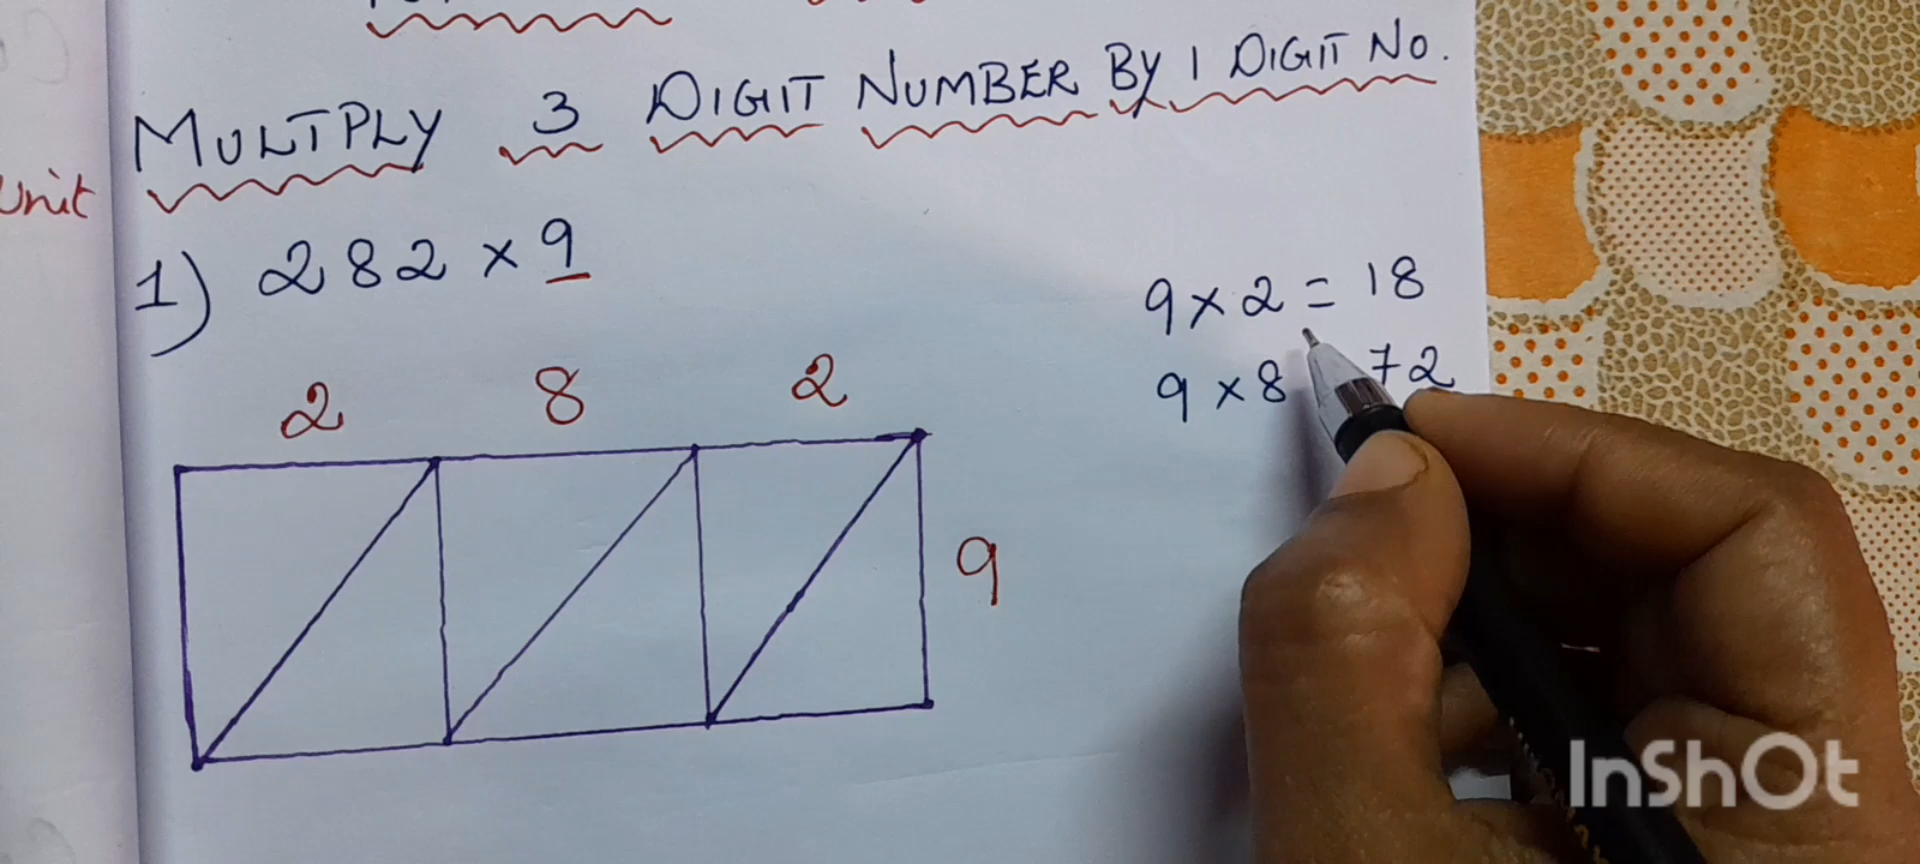 MULTPLY 3 DIGIT NUMBER BY 1 DIGIT NO.
Unit
1) 282 × 9
9 × 2 = 18
9 × 8 72
2 8 2
9
InShOt